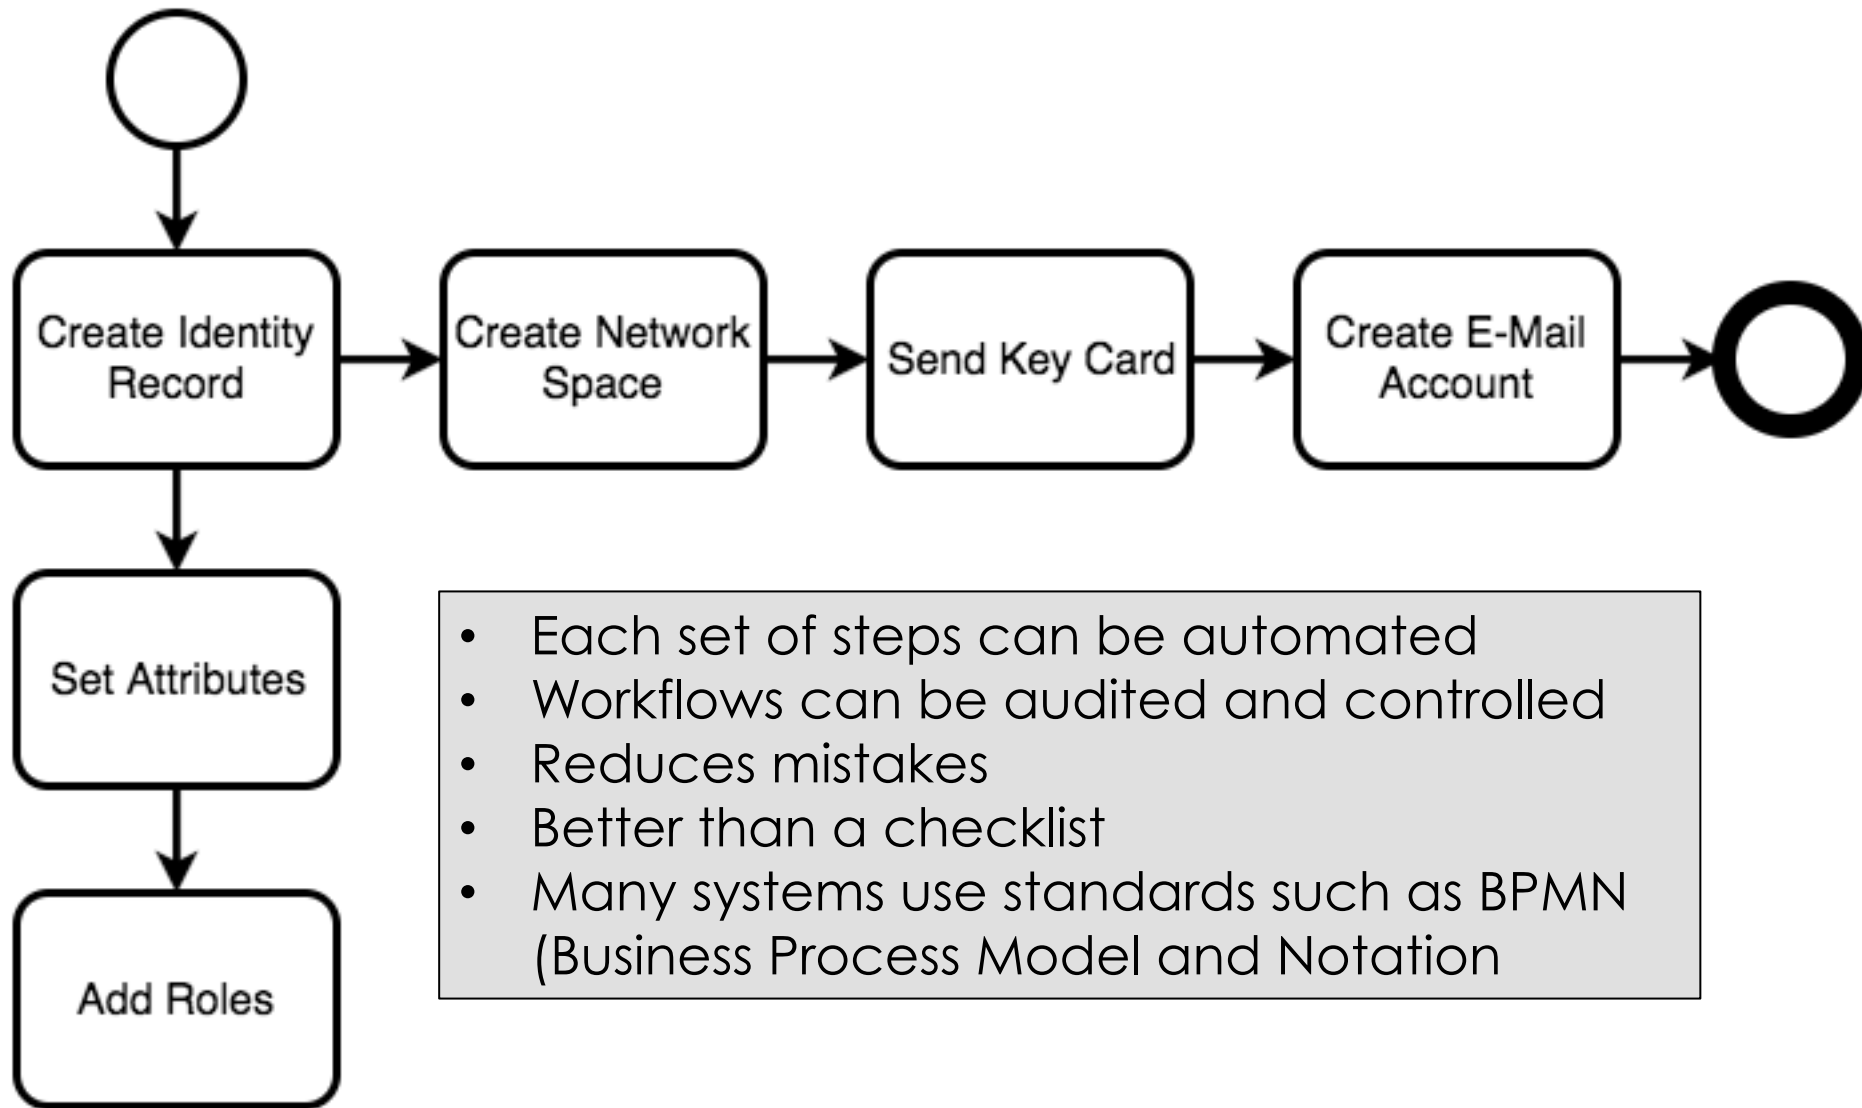 Create Identity
Record
Create Network
Space
Send Key Card
Create E-Mail
Account
Set Attributes
Add Roles
• Each set of steps can be automated
• Workflows can be audited and controlled
• Reduces mistakes
• Better than a checklist
• Many systems use standards such as BPMN
(Business Process Model and Notation